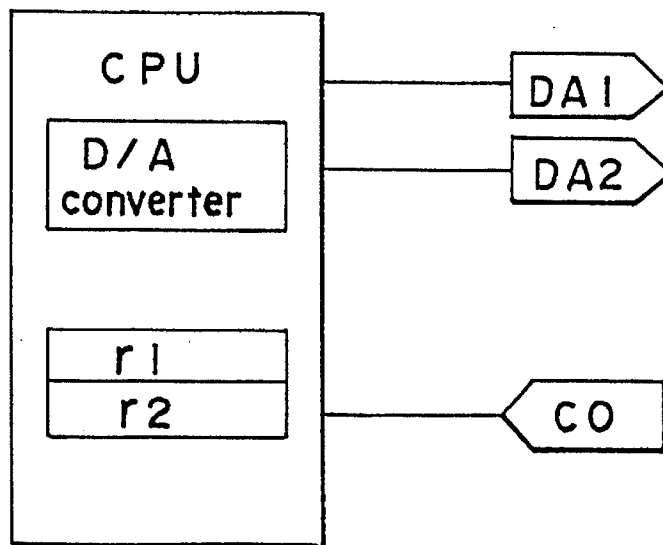 CPU
D/A
converter
r1
r2
DA1
DA2
CO